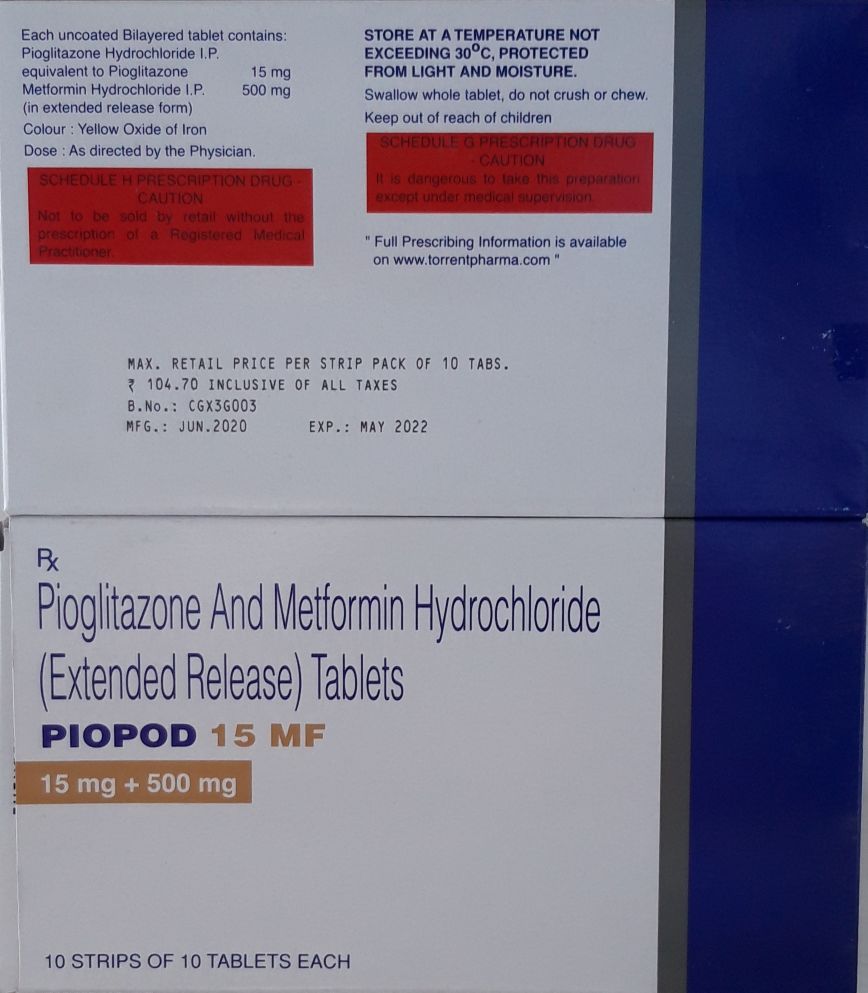 Each uncoated Bilayered tablet contains:
Pioglitazone Hydrochloride I.P.
equivalent to Pioglitazone 15 mg
Metformin Hydrochloride I.P. 500 mg
(in extended release form)
Colour : Yellow Oxide of Iron
Dose : As directed by the Physician.
SCHEDULE H PRESCRIPTION DRUG -
CAUTION
Not to be sold by retail without the
prescription of a Registered Medical
Practitioner.
STORE AT A TEMPERATURE NOT
EXCEEDING 30⁰C, PROTECTED
FROM LIGHT AND MOISTURE.
Swallow whole tablet, do not crush or chew.
Keep out of reach of children
SCHEDULE G PRESCRIPTION DRUG
- CAUTION
It is dangerous to take this preparation
except under medical supervision.
" Full Prescribing Information is available
on www.torrentpharma.com "
MAX. RETAIL PRICE PER STRIP PACK OF 10 TABS.
₹ 104.70 INCLUSIVE OF ALL TAXES
B.No.: CGX3G003
MFG.: JUN.2020 EXP.: MAY 2022
Rx
Pioglitazone And Metformin Hydrochloride
(Extended Release) Tablets
PIOPOD 15 MF
15 mg + 500 mg
10 STRIPS OF 10 TABLETS EACH